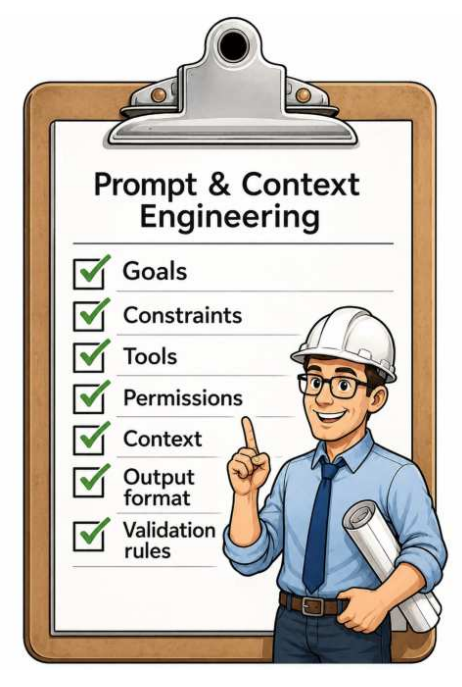 Prompt & Context
Engineering
Goals
Constraints
Tools
Permissions
Context
Output
format
Validation
rules